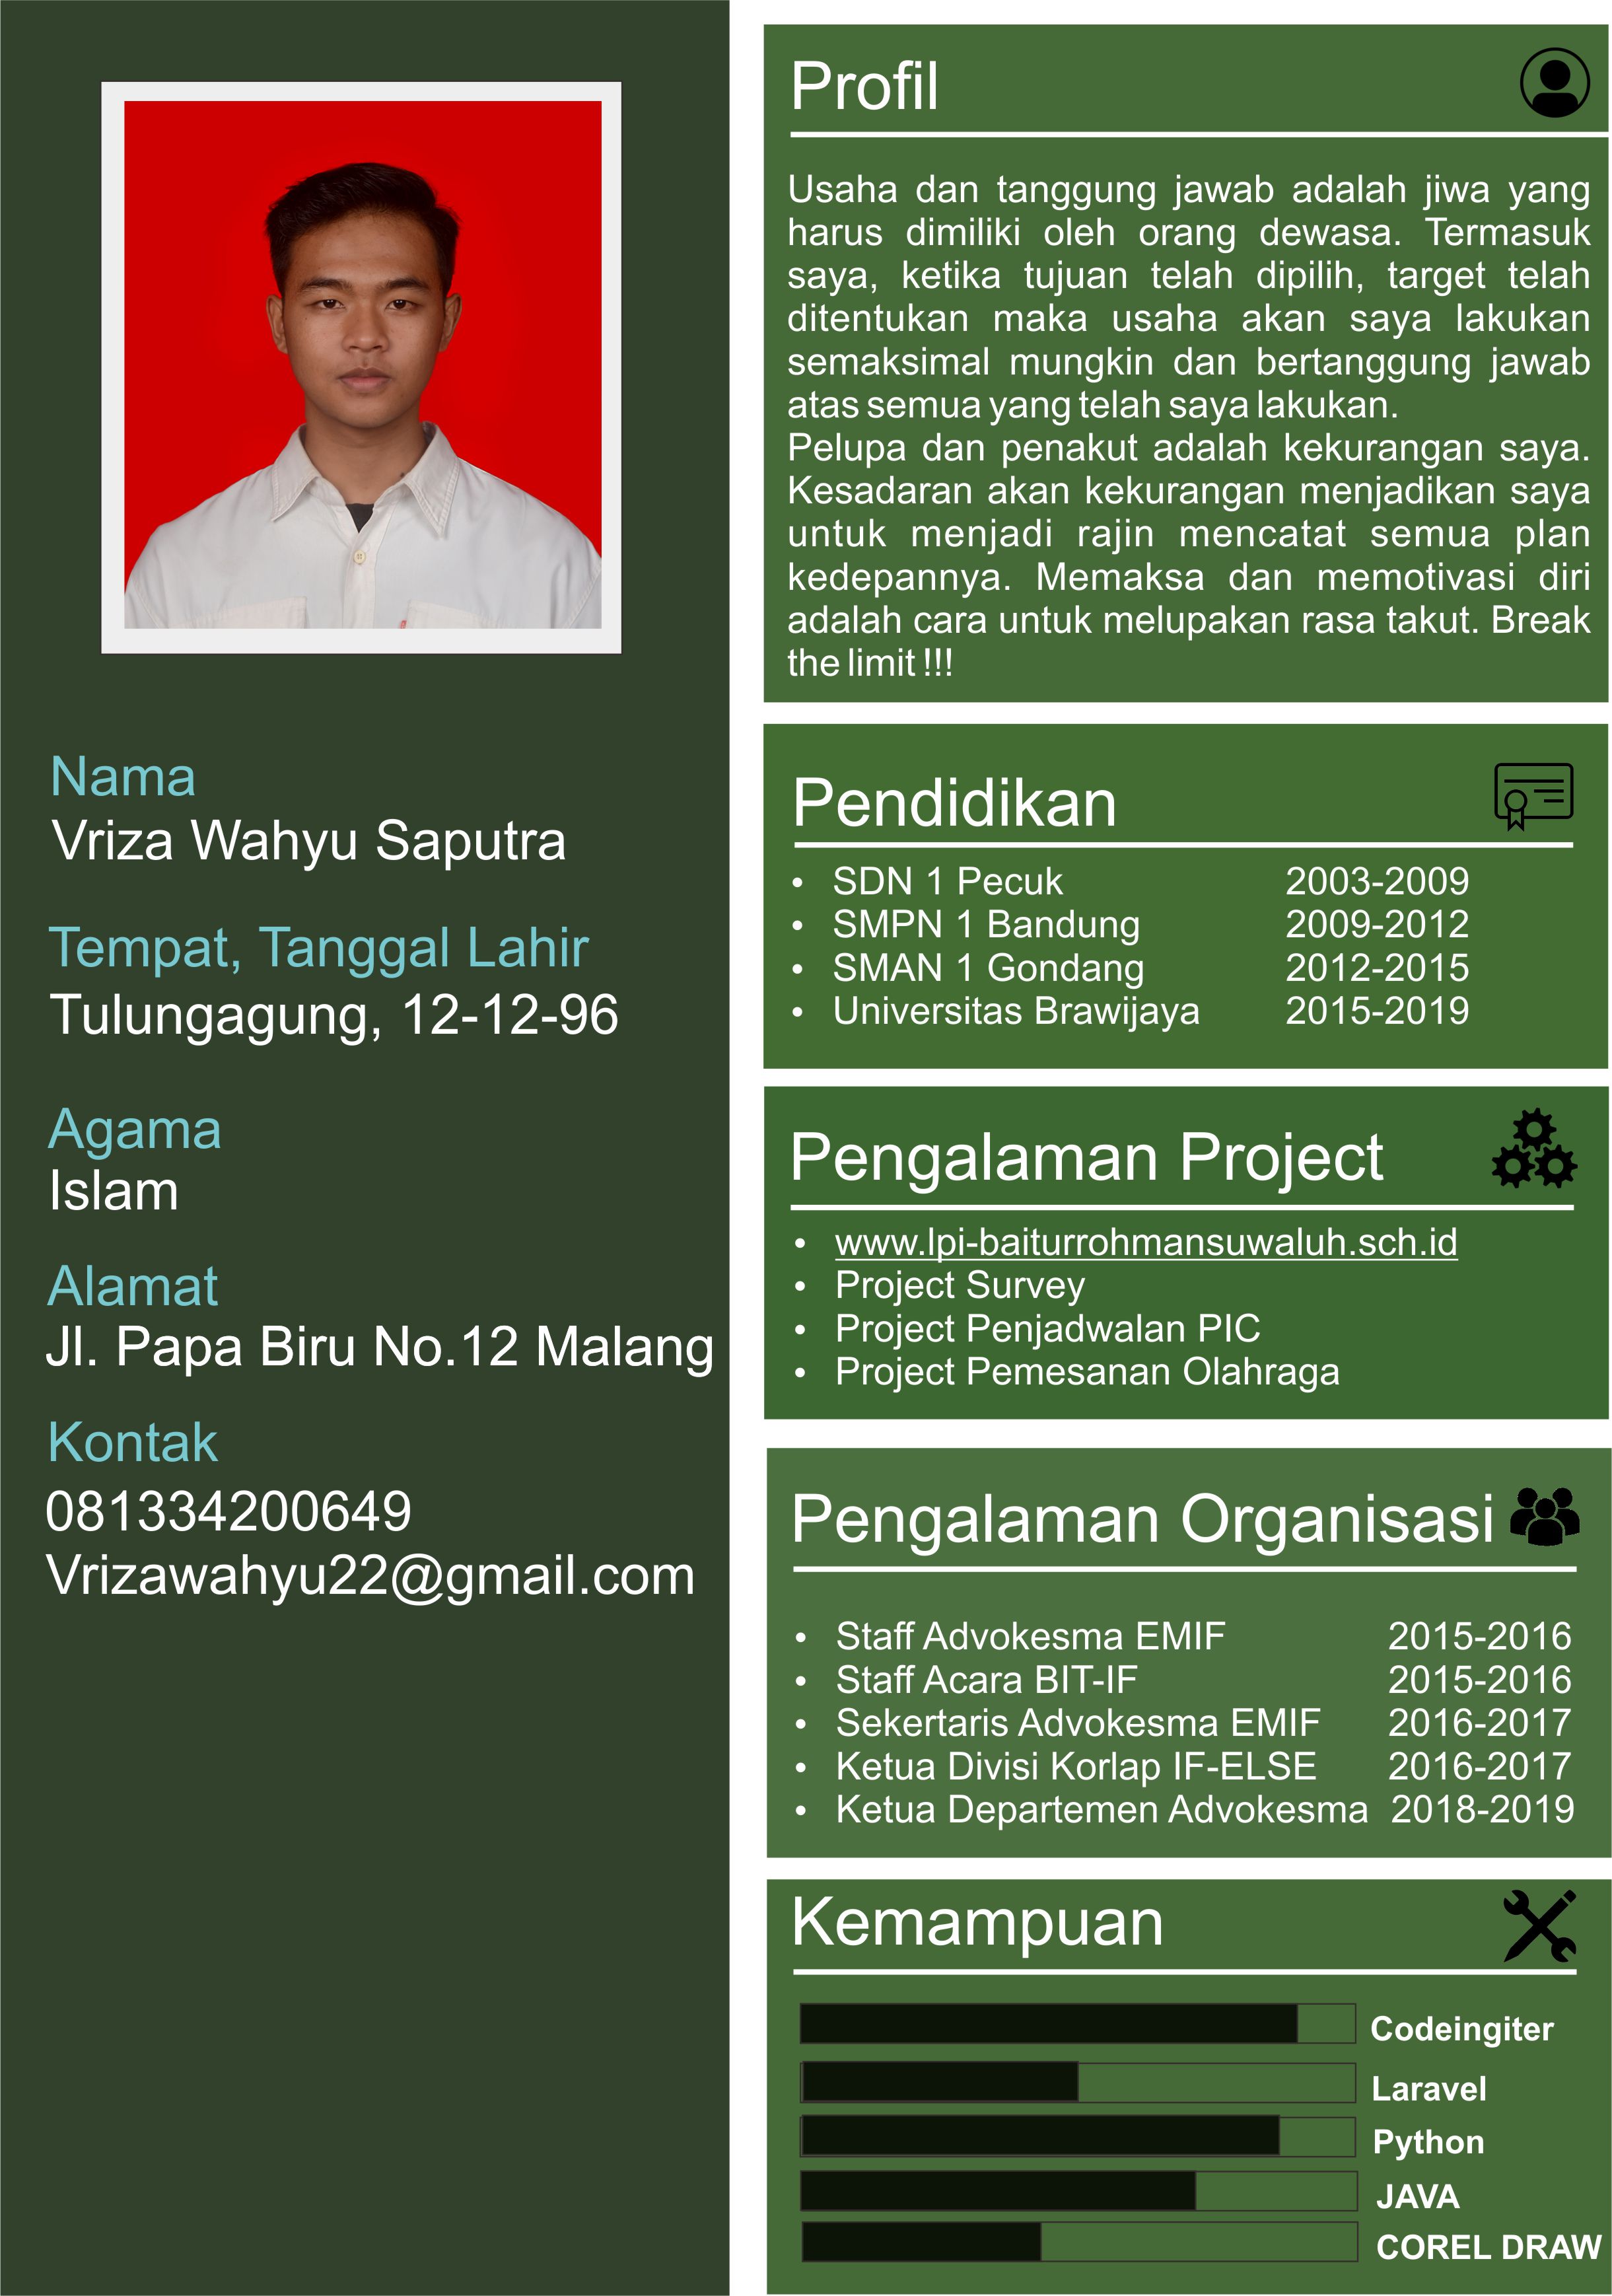 Nama
Vriza Wahyu Saputra
Tempat, Tanggal Lahir
Tulungagung, 12-12-96
Agama
Islam
Alamat
Jl. Papa Biru No.12 Malang
Kontak
081334200649
Vrizawahyu22@gmail.com
Profil
Usaha dan tanggung jawab adalah jiwa yang
harus dimiliki oleh orang dewasa. Termasuk
saya, ketika tujuan telah dipilih, target telah
ditentukan maka usaha akan saya lakukan
semaksimal mungkin dan bertanggung jawab
atas semua yang telah saya lakukan.
Pelupa dan penakut adalah kekurangan saya.
Kesadaran akan kekurangan menjadikan saya
untuk menjadi rajin mencatat semua plan
kedepannya. Memaksa dan memotivasi diri
adalah cara untuk melupakan rasa takut. Break
the limit !!!
Pendidikan
• SDN 1 Pecuk 2003-2009
• SMPN 1 Bandung 2009-2012
• SMAN 1 Gondang 2012-2015
• Universitas Brawijaya 2015-2019
Pengalaman Project
• www.lpi-baiturrohmansuwaluh.sch.id
• Project Survey
• Project Penjadwalan PIC
• Project Pemesanan Olahraga
Pengalaman Organisasi
• Staff Advokesma EMIF 2015-2016
• Staff Acara BIT-IF 2015-2016
• Sekertaris Advokesma EMIF 2016-2017
• Ketua Divisi Korlap IF-ELSE 2016-2017
• Ketua Departemen Advokesma 2018-2019
Kemampuan
Codeingiter
Laravel
Python
JAVA
COREL DRAW